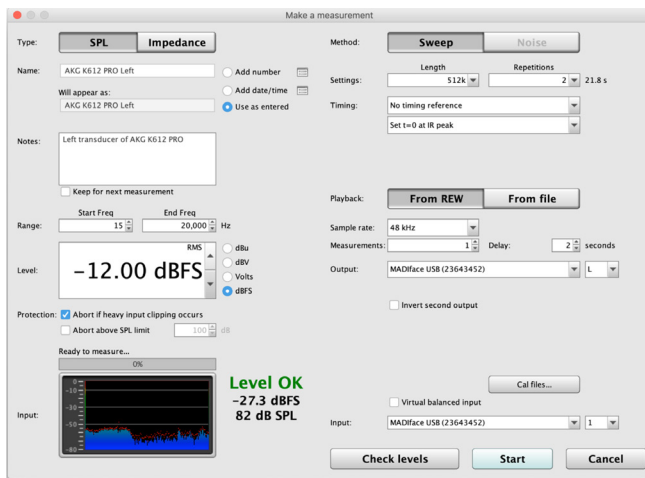 Make a measurement
Type: SPL Impedance
Name: AKG K612 PRO Left
Add number
Will appear as:
Add date/time
AKG K612 PRO Left
Use as entered
Notes: Left transducer of AKG K612 PRO
Keep for next measurement
Start Freq End Freq
Range: 15 20,000 Hz
RMS
Level: -12.00 dBFS
dBu
dBV
Volts
dBFS
Protection: Abort if heavy input clipping occurs
Abort above SPL limit 100 dB
Ready to measure...
0%
Input:
0
-10
-30
-50
-80
Level OK
-27.3 dBFS
82 dB SPL
Method: Sweep Noise
Length Repetitions
Settings: 512k 2 21.8 s
Timing: No timing reference
Set t=0 at IR peak
Playback: From REW From file
Sample rate: 48 kHz
Measurements: 1 Delay: 2 seconds
Output: MADIface USB (23643452) L
Invert second output
Cal files...
Virtual balanced input
Input: MADIface USB (23643452) 1
Check levels Start Cancel